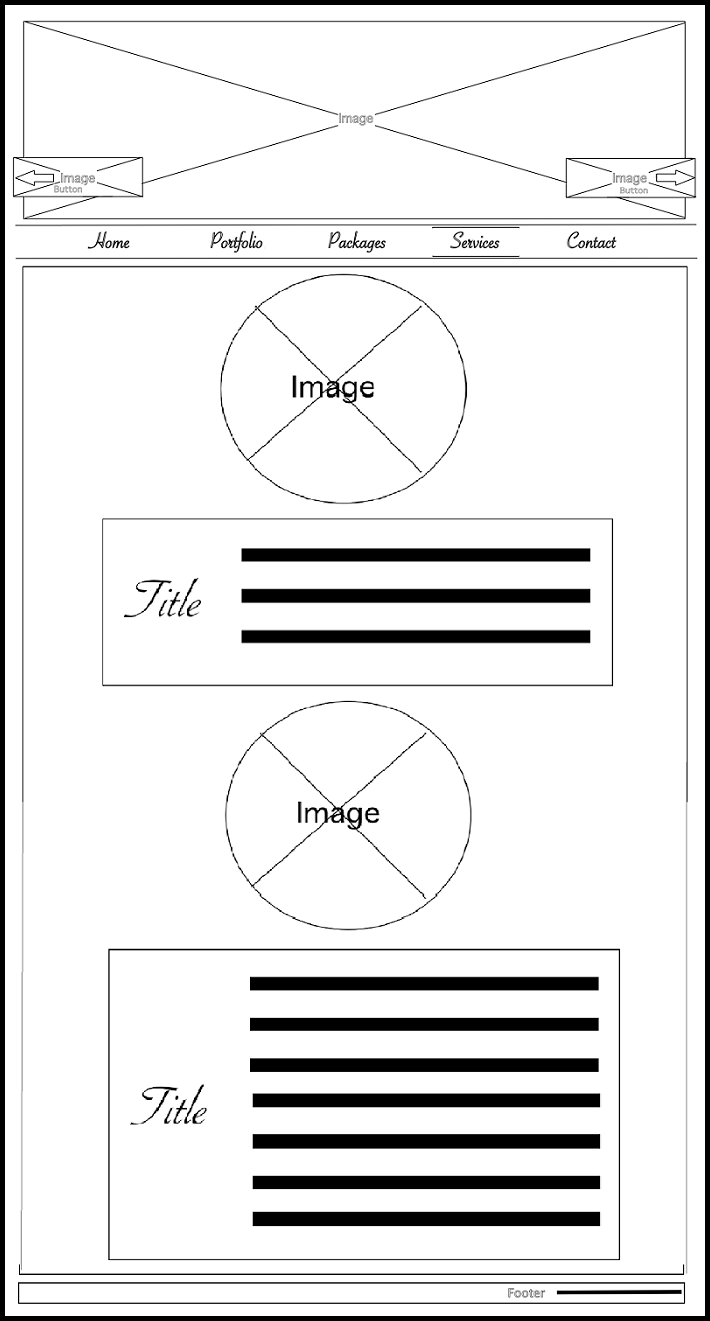 Image
Image
Button
Image
Button
Home Portfolio Packages Services Contact
Image
Title
Image
Title
Footer